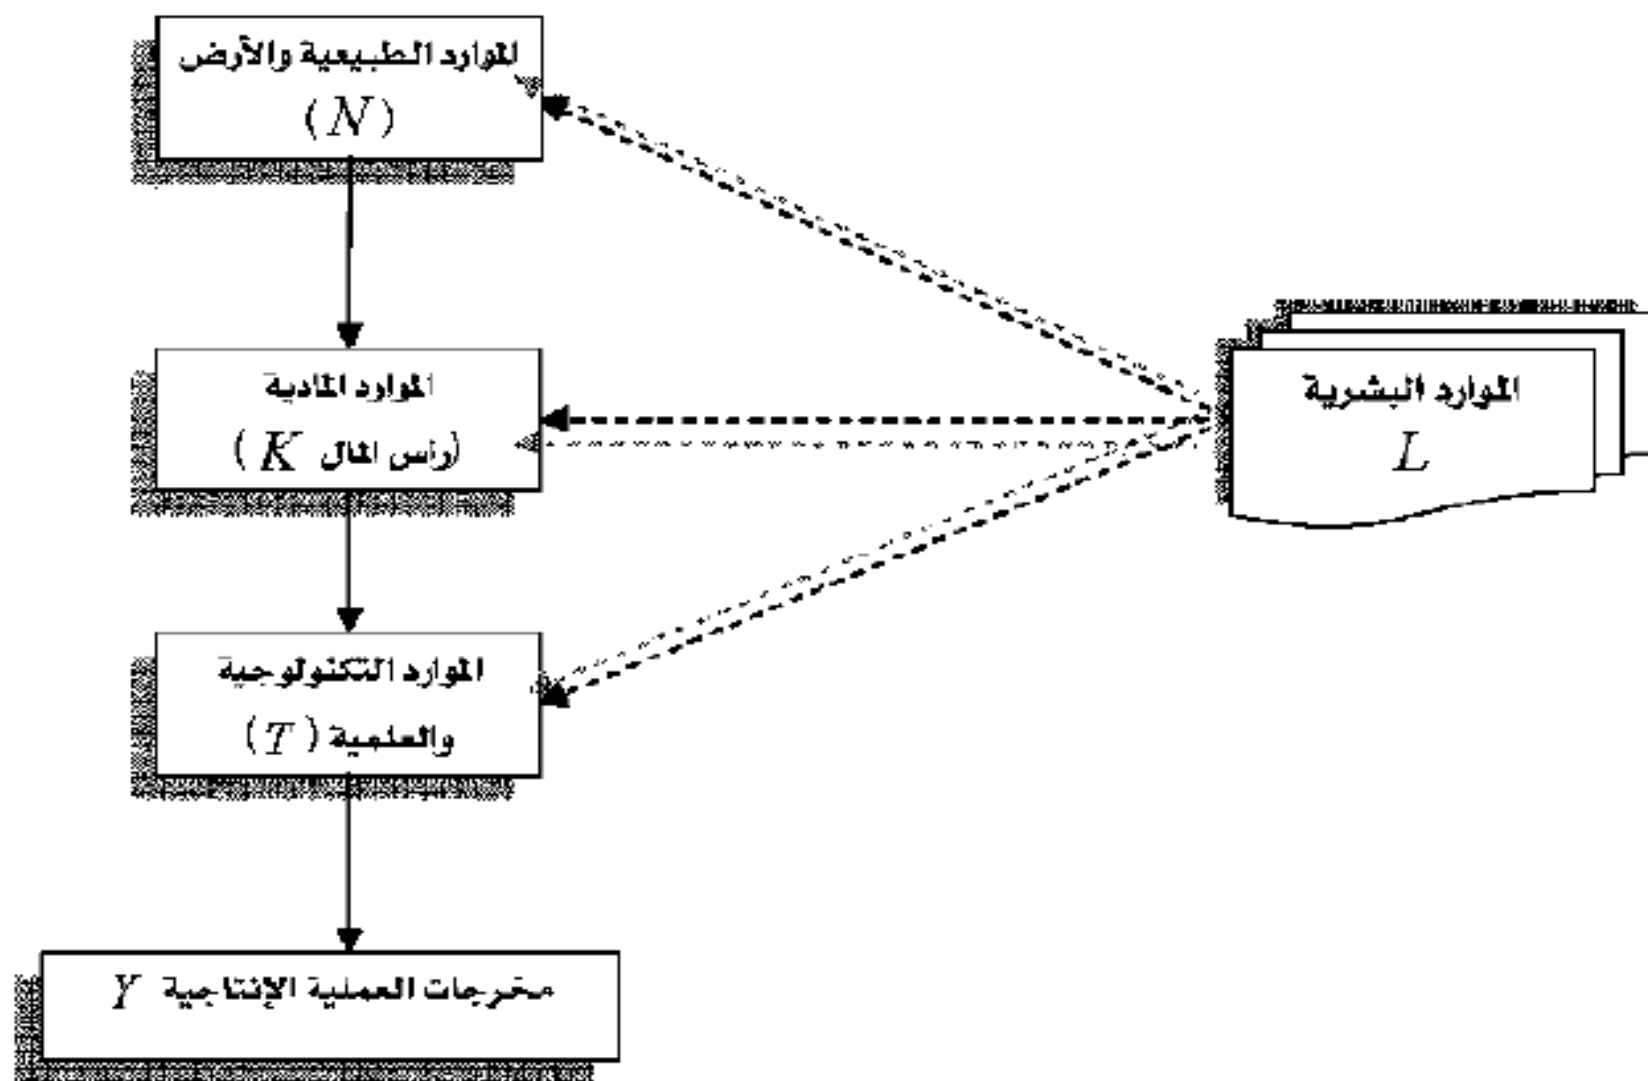 الموارد الطبيعية والأرض
(N)
الموارد المادية
(رأس المال K)
الموارد البشرية
L
الموارد التكنولوجية
والعلمية (T)
مخرجات العملية الإنتاجية Y